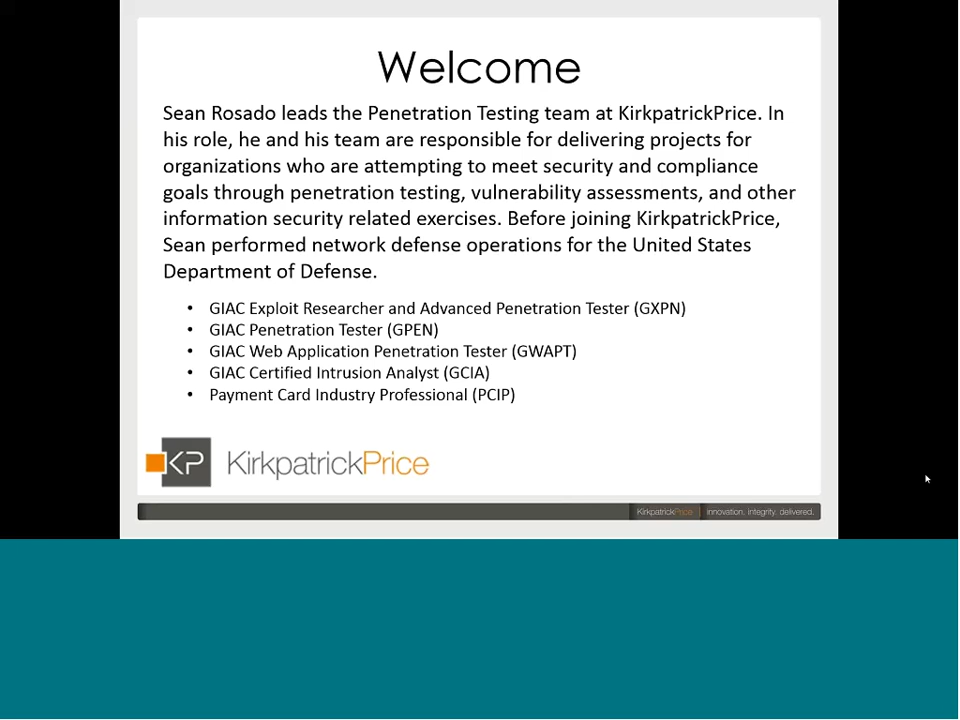 Welcome
Sean Rosado leads the Penetration Testing team at KirkpatrickPrice. In
his role, he and his team are responsible for delivering projects for
organizations who are attempting to meet security and compliance
goals through penetration testing, vulnerability assessments, and other
information security related exercises. Before joining KirkpatrickPrice,
Sean performed network defense operations for the United States
Department of Defense.
• GIAC Exploit Researcher and Advanced Penetration Tester (GXPN)
• GIAC Penetration Tester (GPEN)
• GIAC Web Application Penetration Tester (GWAPT)
• GIAC Certified Intrusion Analyst (GCIA)
• Payment Card Industry Professional (PCIP)
KP KirkpatrickPrice
KirkpatrickPrice innovation. integrity. delivered.